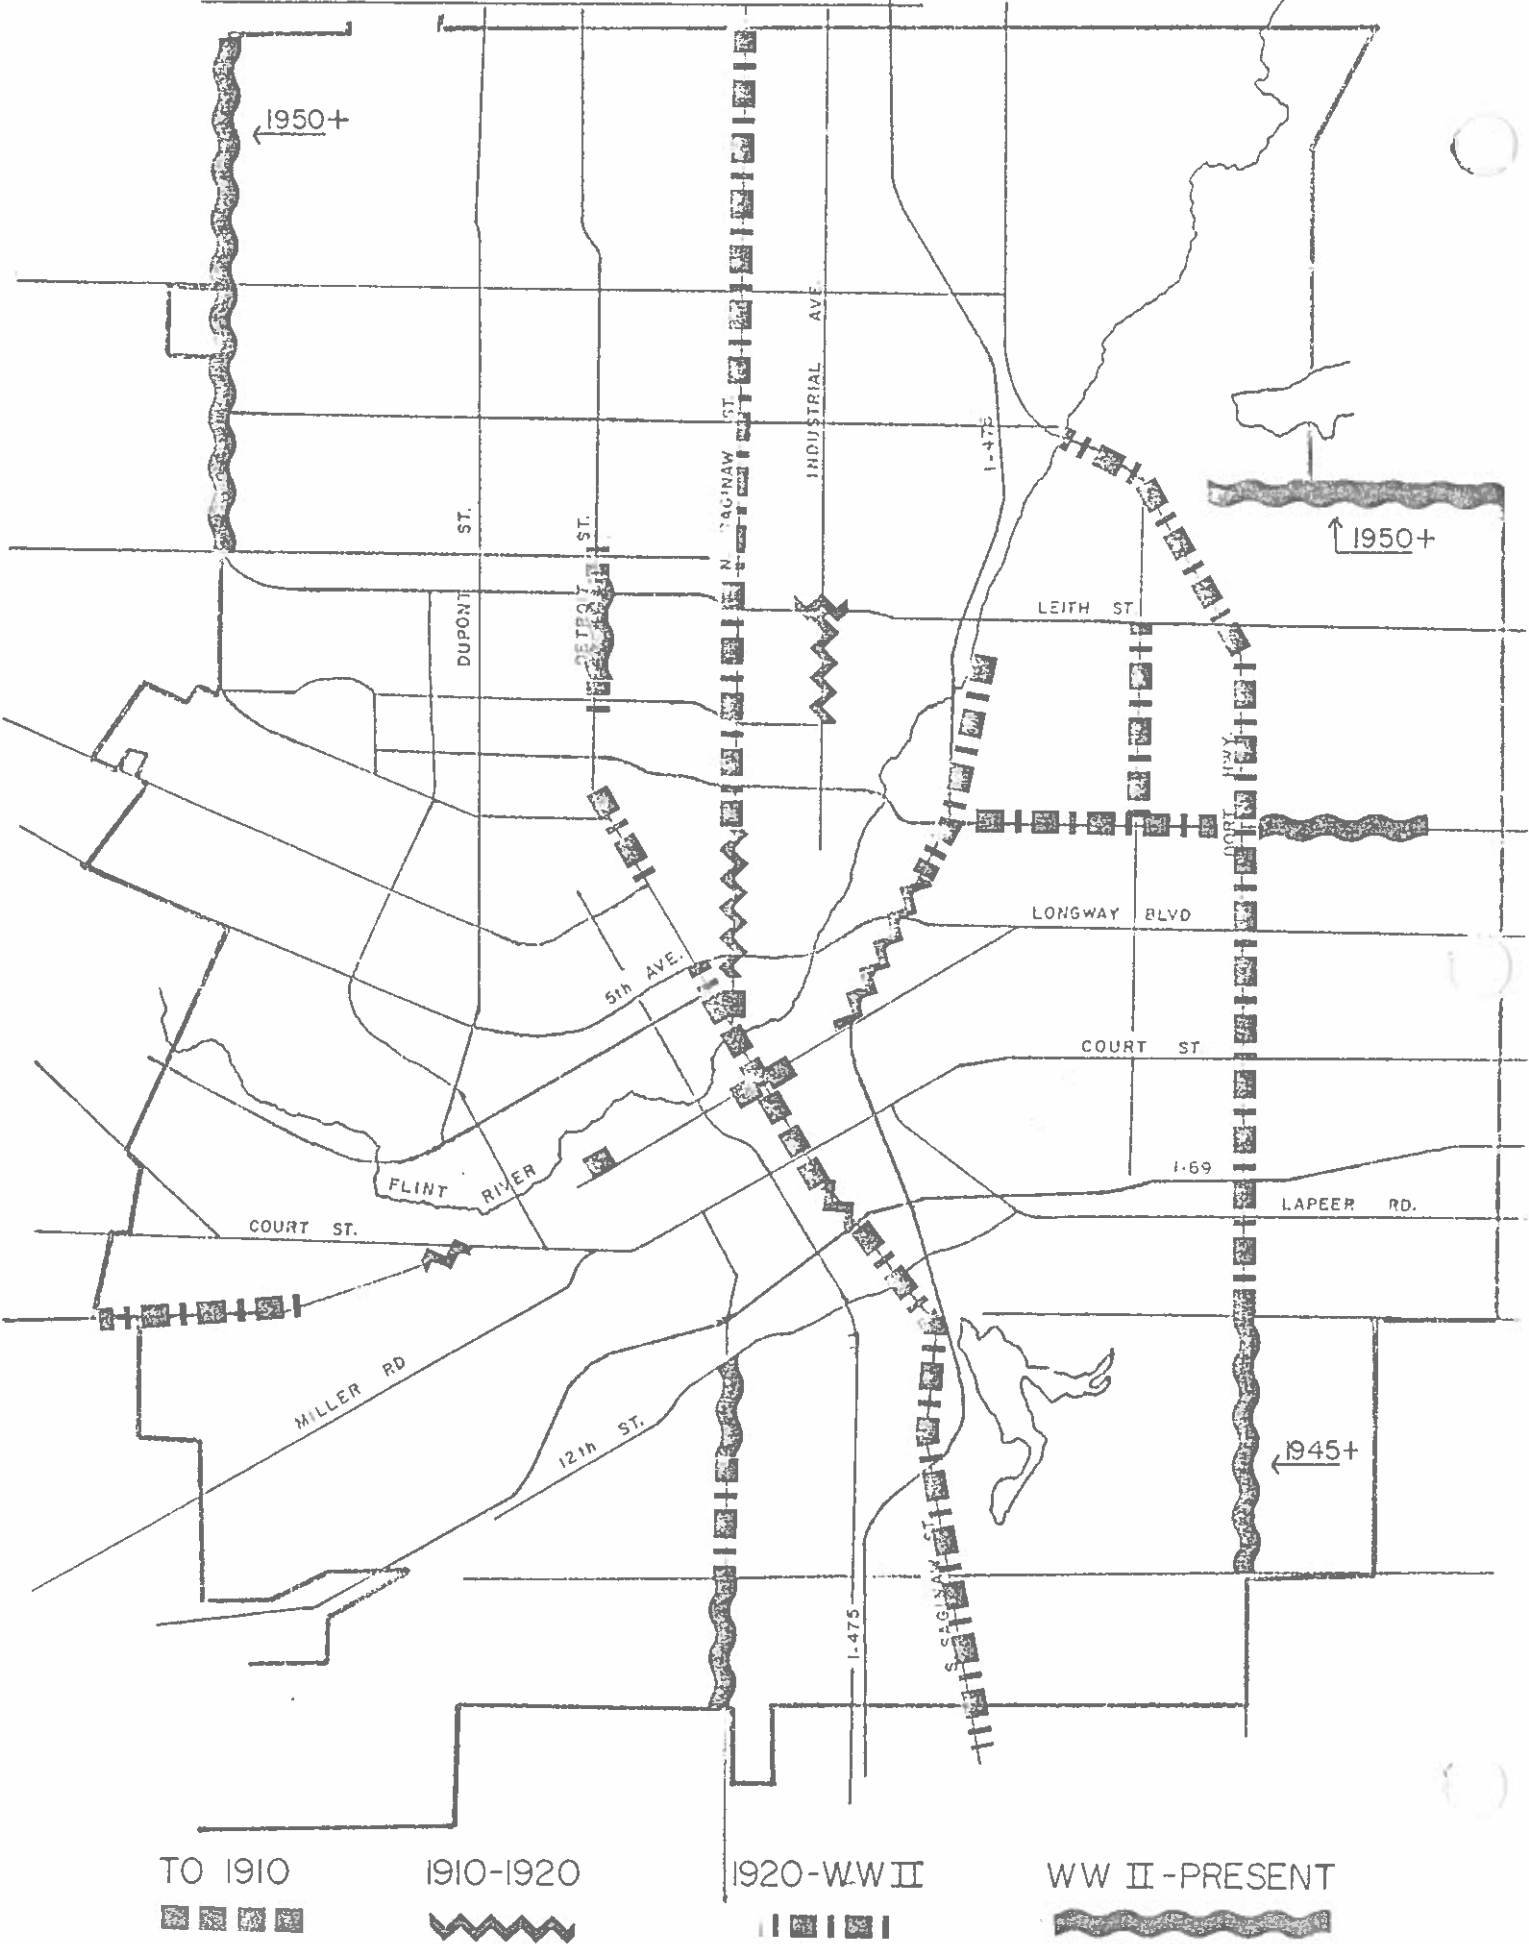 1950+
INDUSTRIAL AVE.
N. SAGINAW ST.
I-475
DUPONT ST.
DETROIT ST.
1950+
LEITH ST.
DORT HWY.
LONGWAY BLVD
5th AVE.
COURT ST
I-69
FLINT RIVER
LAPEER RD.
COURT ST.
MILLER RD
12th ST.
1945+
S. SAGINAW ST.
I-475
TO 1910
1910-1920
1920-W.W II
WW II-PRESENT